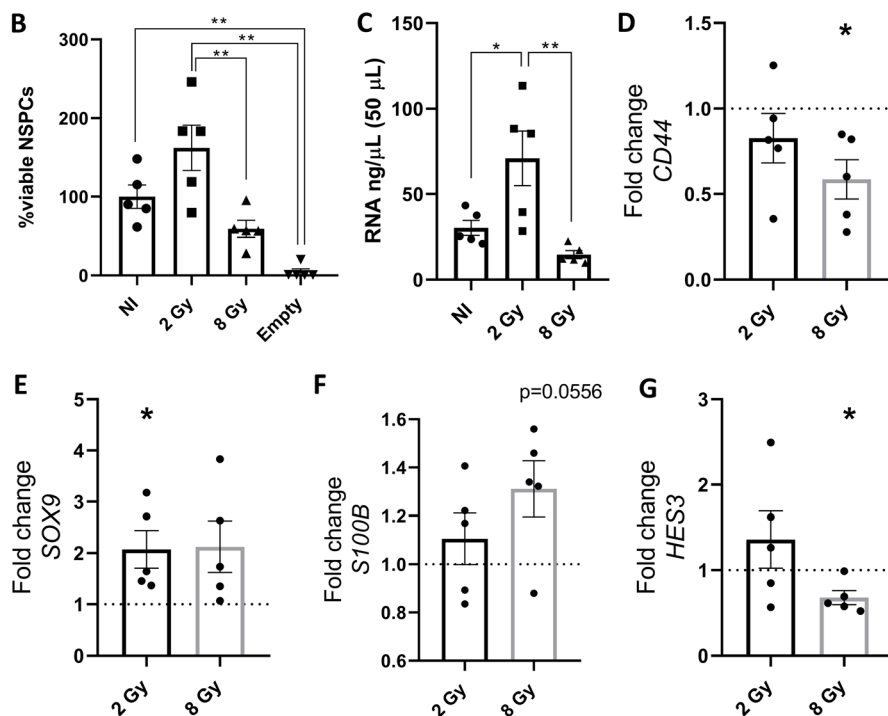 B
%viable NSPCs
300
200
100
0
**
**
**
NI
2 Gy
8 Gy
Empty
C
RNA ng/μL (50 μL)
150
100
50
0
*
**
NI
2 Gy
8 Gy
D
Fold change
CD44
1.5
1.0
0.5
0.0
*
2 Gy
8 Gy
E
Fold change
SOX9
5
4
3
2
1
0
*
2 Gy
8 Gy
F
p=0.0556
Fold change
S100B
1.6
1.4
1.2
1.0
0.8
0.6
2 Gy
8 Gy
G
Fold change
HES3
3
2
1
0
*
2 Gy
8 Gy